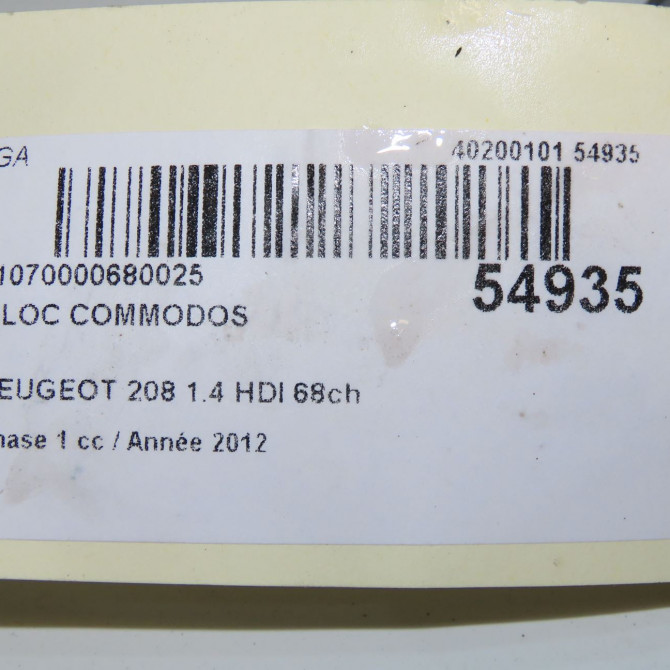 GA 40200101 54935
1070000680025
54935
LOC COMMODOS
EUGEOT 208 1.4 HDI 68ch
hase 1 cc / Année 2012